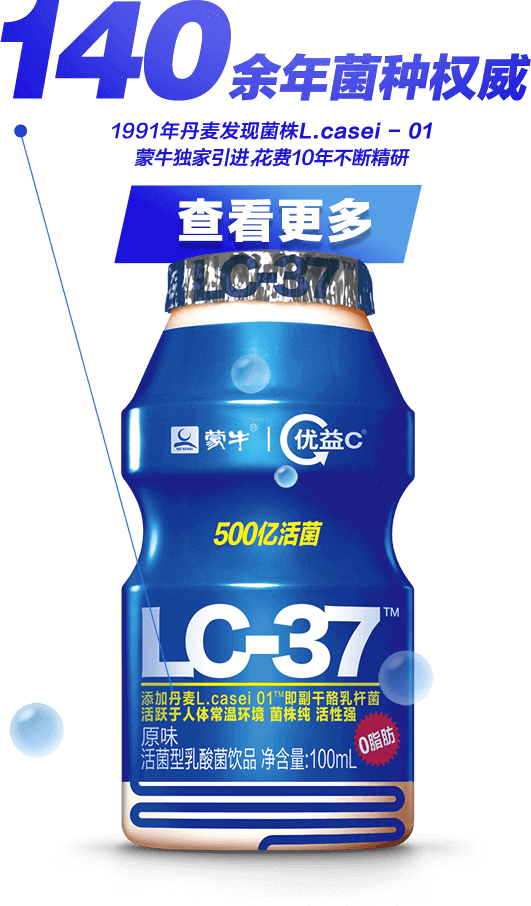 140余年菌种权威
1991年丹麦发现菌株L.casei - 01
蒙牛独家引进,花费10年不断精研
查看更多
LC-37™
蒙牛® | 优益C®
MENGNIU
500亿活菌
LC-37™
添加丹麦L.casei 01™即副干酪乳杆菌
活跃于人体常温环境 菌株纯 活性强
0脂肪
原味
活菌型乳酸菌饮品 净含量:100mL